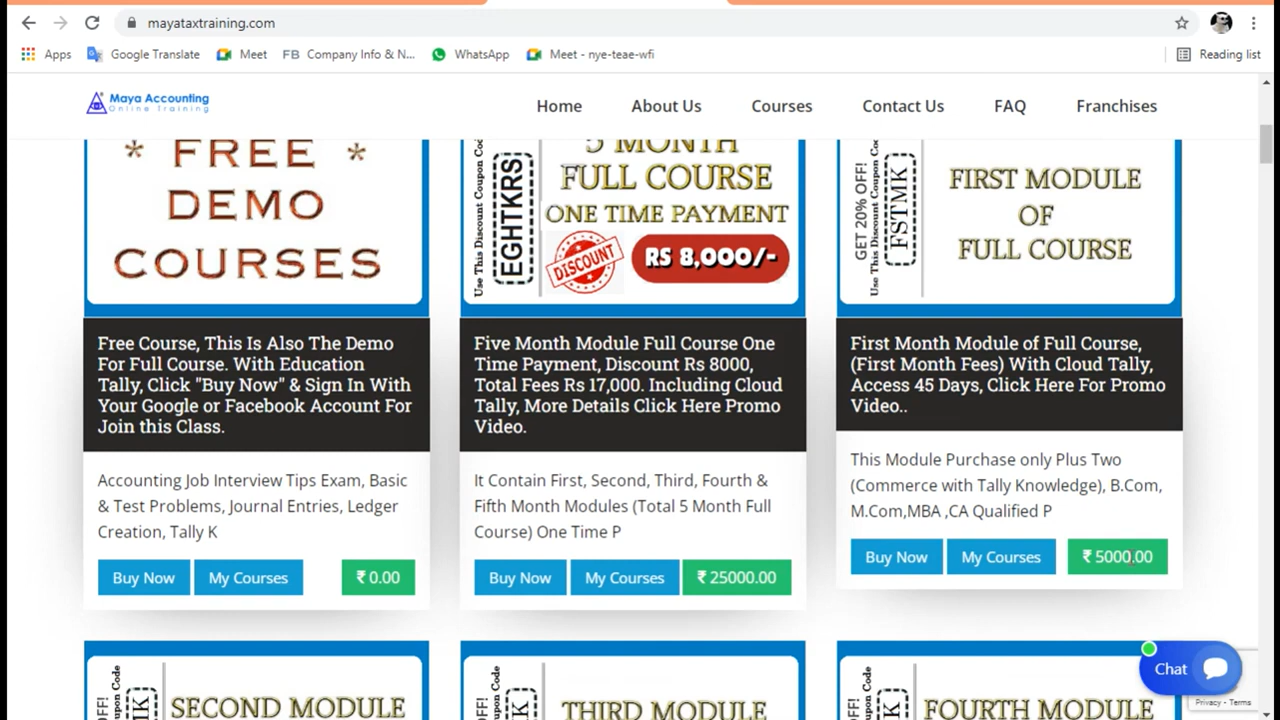 mayataxtraining.com
Apps
Google Translate
Meet
FB
Company Info & N...
WhatsApp
Meet - nye-teae-wfi
Reading list
Maya Accounting
Online Training
Home
About Us
Courses
Contact Us
FAQ
Franchises
* FREE *
DEMO
COURSES
Use This Discount Coupon Code
EGHTKRS
5 MONTH
FULL COURSE
ONE TIME PAYMENT
DISCOUNT
RS 8,000/-
GET 20% OFF!
Use This Discount Coupon Code
FSTMK
FIRST MODULE
OF
FULL COURSE
Free Course, This Is Also The Demo
For Full Course. With Education
Tally, Click "Buy Now" & Sign In With
Your Google or Facebook Account For
Join this Class.
Accounting Job Interview Tips Exam, Basic
& Test Problems, Journal Entries, Ledger
Creation, Tally K
Buy Now
My Courses
₹ 0.00
Five Month Module Full Course One
Time Payment, Discount Rs 8000,
Total Fees Rs 17,000. Including Cloud
Tally, More Details Click Here Promo
Video.
It Contain First, Second, Third, Fourth &
Fifth Month Modules (Total 5 Month Full
Course) One Time P
Buy Now
My Courses
₹ 25000.00
First Month Module of Full Course,
(First Month Fees) With Cloud Tally,
Access 45 Days, Click Here For Promo
Video..
This Module Purchase only Plus Two
(Commerce with Tally Knowledge), B.Com,
M.Com,MBA ,CA Qualified P
Buy Now
My Courses
₹ 5000.00
SECOND MODULE
THIRD MODULE
FOURTH MODULE
Chat
Privacy - Terms